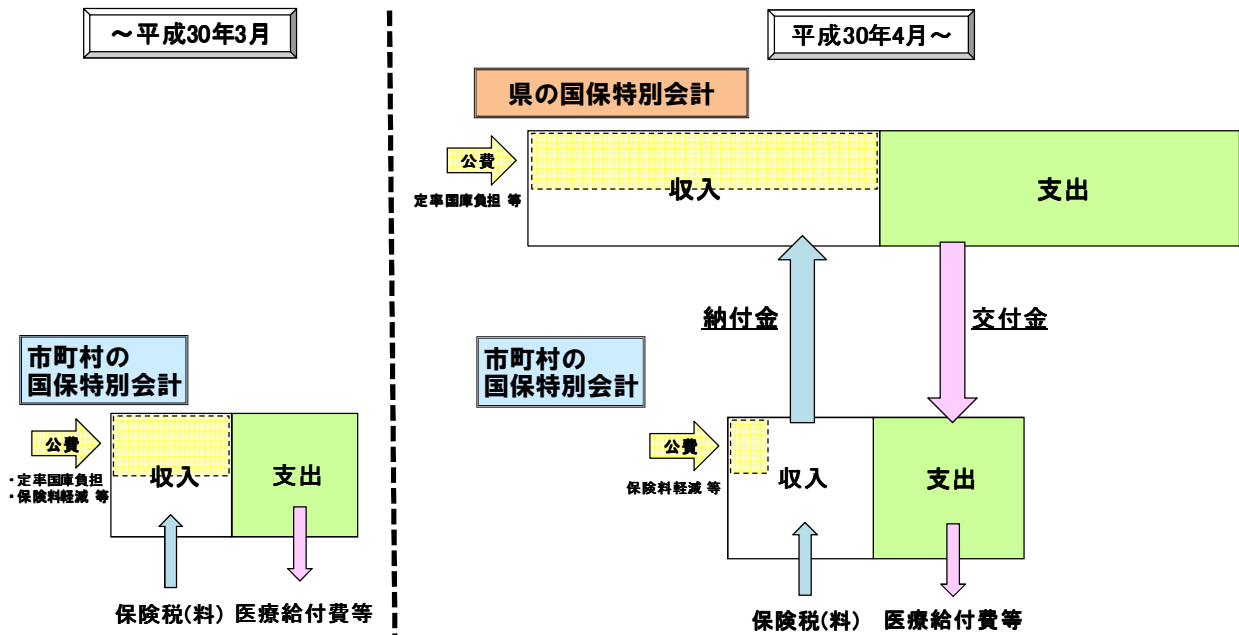 ～平成30年3月
市町村の
国保特別会計
公費
・定率国庫負担
・保険料軽減 等
収入
支出
保険税(料)
医療給付費等
平成30年4月～
県の国保特別会計
公費
定率国庫負担 等
収入
支出
納付金
交付金
市町村の
国保特別会計
公費
保険料軽減 等
収入
支出
保険税(料)
医療給付費等